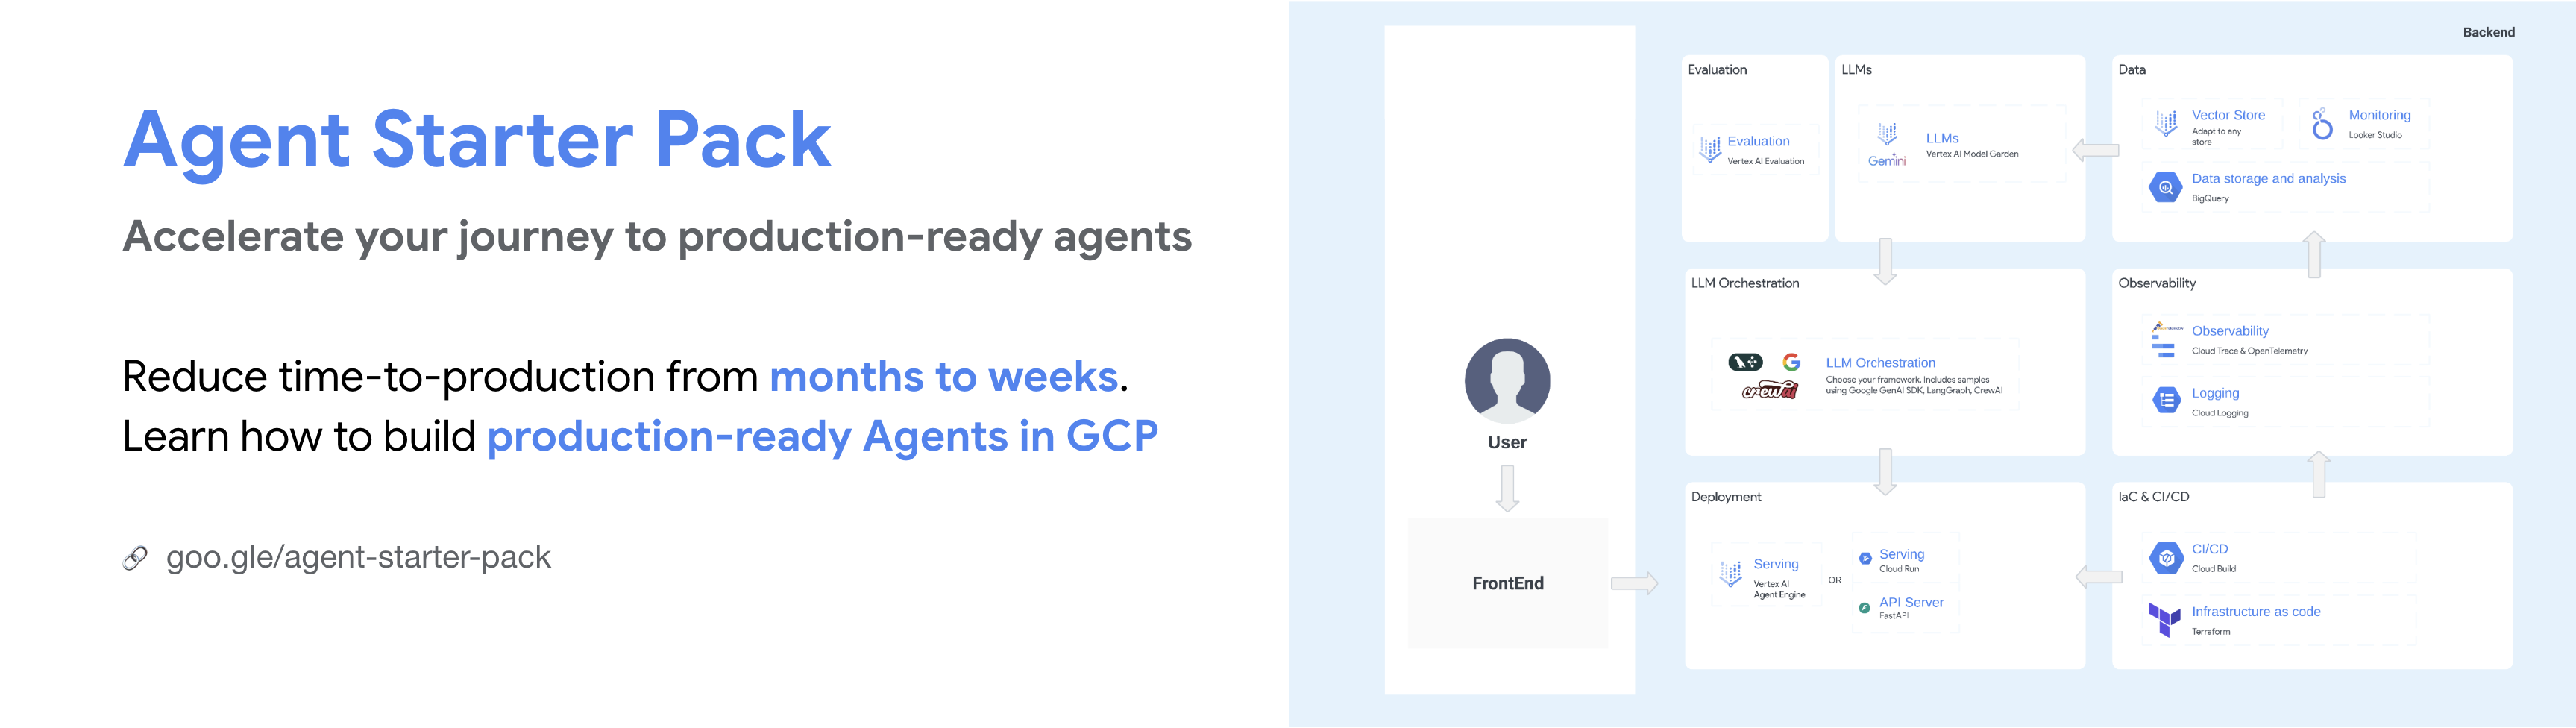 Agent Starter Pack
Accelerate your journey to production-ready agents
Reduce time-to-production from months to weeks.
Learn how to build production-ready Agents in GCP
goo.gle/agent-starter-pack
User
FrontEnd
Backend
Evaluation
Evaluation
Vertex AI Evaluation
LLMs
Gemini
LLMs
Vertex AI Model Garden
Data
Vector Store
Adapt to any
store
Monitoring
Looker Studio
Data storage and analysis
BigQuery
LLM Orchestration
crewai
LLM Orchestration
Choose your framework. Includes samples
using Google GenAI SDK, LangGraph, CrewAI
Observability
Observability
Cloud Trace & OpenTelemetry
Logging
Cloud Logging
Deployment
Serving
Vertex AI
Agent Engine
OR
Serving
Cloud Run
API Server
FastAPI
IaC & CI/CD
CI/CD
Cloud Build
Infrastructure as code
Terraform